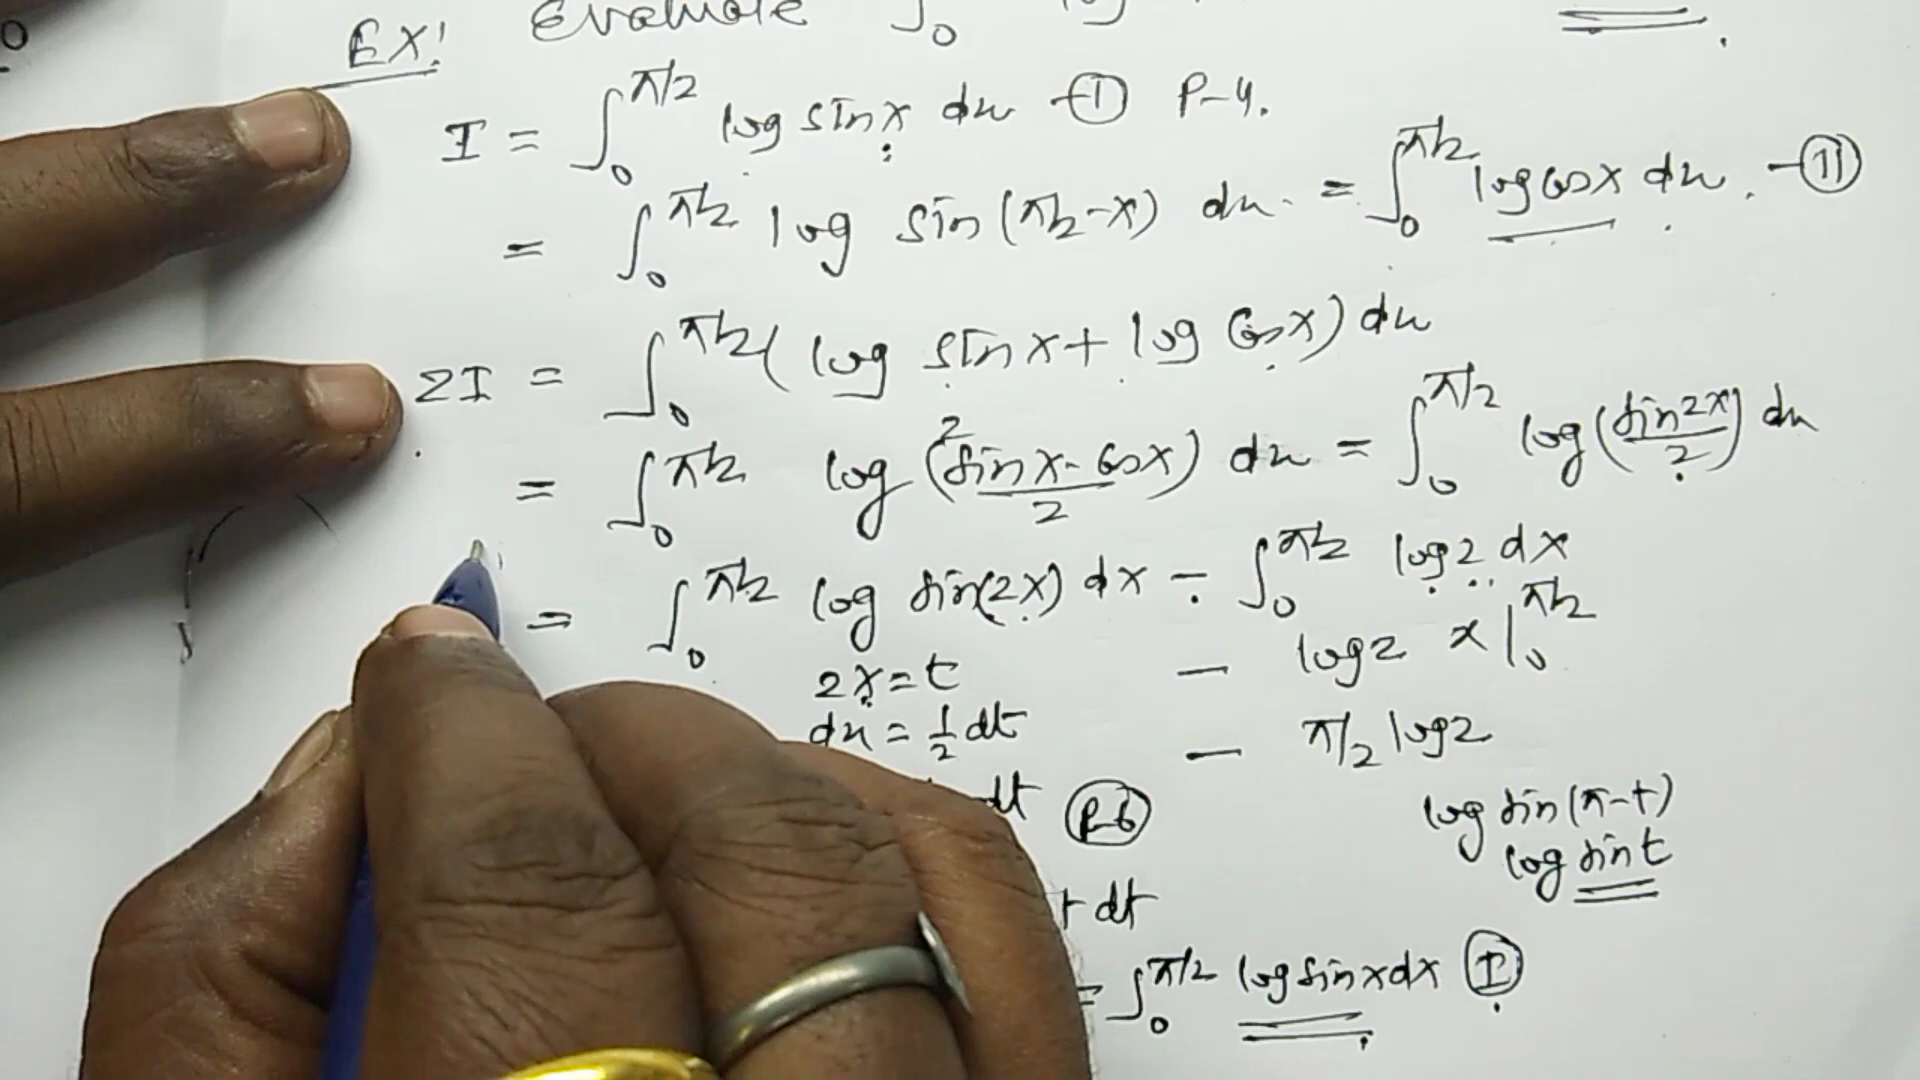 EX! Evaluate ∫₀
I = ∫₀^π/2 log sin x dx —① P-4.
= ∫₀^π/2 log sin(π/2-x) dx. = ∫₀^π/2 log cos x dx. —⑪
2I = ∫₀^π/2 (log sin x + log Cos x) dx
= ∫₀^π/2 log (2 sin x. Cos x / 2) dx = ∫₀^π/2 log (sin 2x / 2) dx
= ∫₀^π/2 log sin(2x) dx - ∫₀^π/2 log 2 dx
2x = t - log 2 x|₀^π/2
dx = 1/2 dt - π/2 log 2
dt (P-6) log sin(π-t)
log sin t
t dt
= ∫₀^π/2 log sin x dx (I)